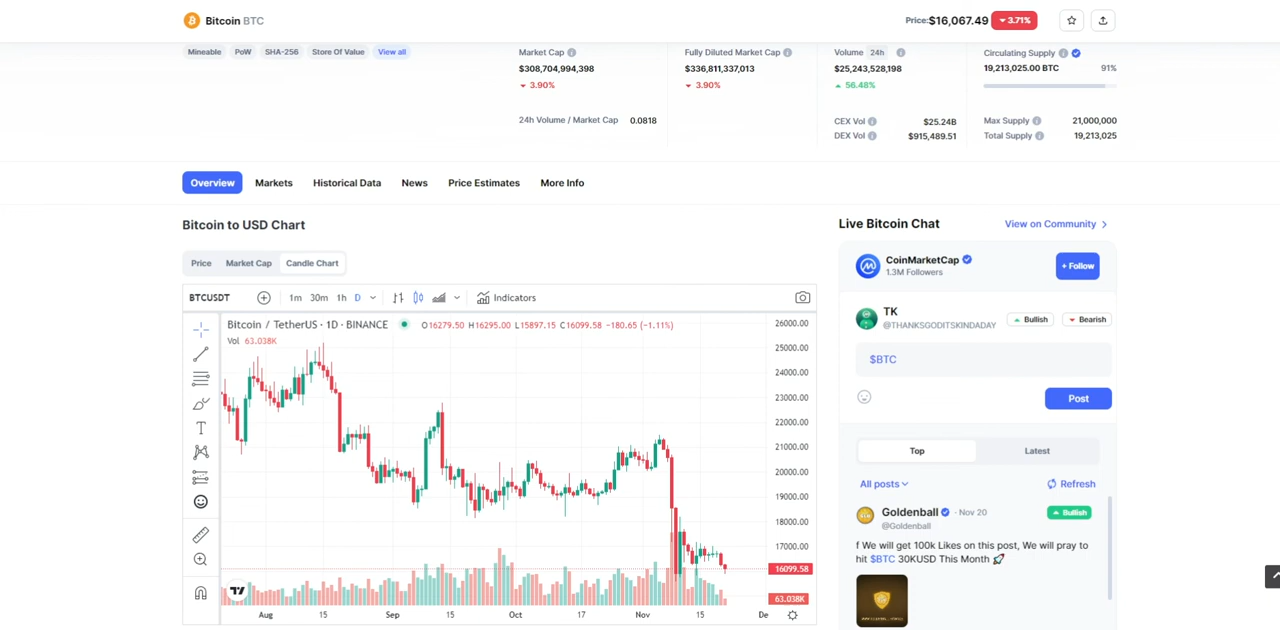 Bitcoin BTC
Price:$16,067.49 3.71%
Mineable PoW SHA-256 Store Of Value View all
Market Cap
$308,704,994,398
3.90%
24h Volume / Market Cap 0.0818
Fully Diluted Market Cap
$336,811,337,013
3.90%
Volume 24h
$25,243,528,198
56.48%
CEX Vol $25.24B
DEX Vol $915,489.51
Circulating Supply
19,213,025.00 BTC 91%
Max Supply 21,000,000
Total Supply 19,213,025
Overview Markets Historical Data News Price Estimates More Info
Bitcoin to USD Chart
Price Market Cap Candle Chart
BTCUSDT 1m 30m 1h D Indicators
Bitcoin / TetherUS · 1D · BINANCE O16279.50 H16295.00 L15897.15 C16099.58 −180.65 (−1.11%)
Vol 63.038K
26000.00
25000.00
24000.00
23000.00
22000.00
21000.00
20000.00
19000.00
18000.00
17000.00
16099.58
63.038K
Aug 15 Sep 15 Oct 17 Nov 15 De
Live Bitcoin Chat View on Community
CoinMarketCap
1.3M Followers
+ Follow
TK
@THANKSGODITSKINDADAY
Bullish Bearish
$BTC
Post
Top Latest
All posts Refresh
Goldenball · Nov 20 Bullish
@Goldenball
f We will get 100k Likes on this post, We will pray to
hit $BTC 30KUSD This Month